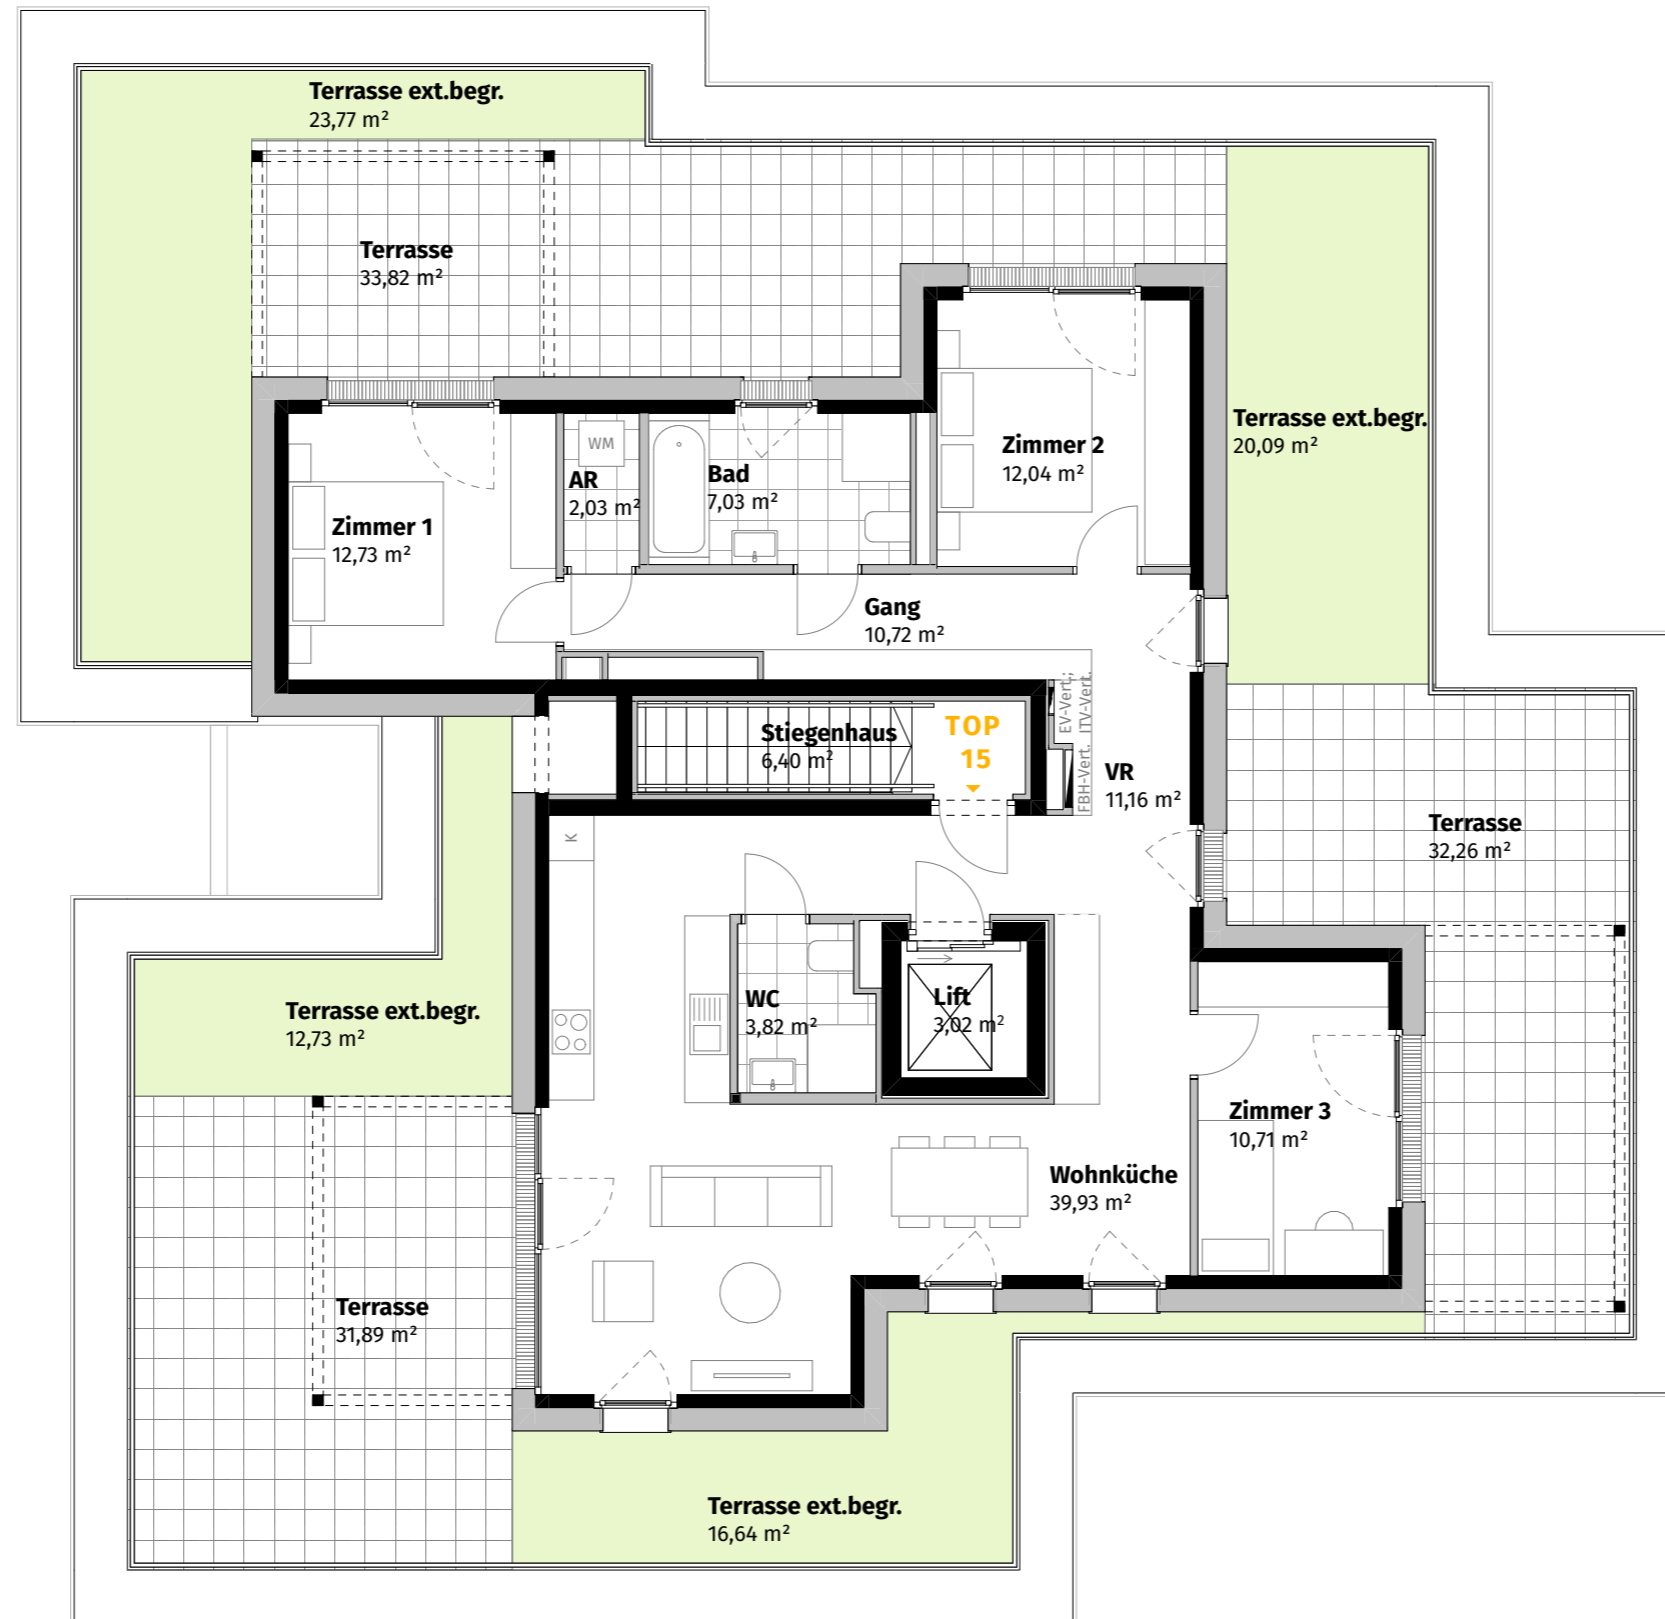 Terrasse ext.begr.
23,77 m²
Terrasse
33,82 m²
Terrasse ext.begr.
20,09 m²
Zimmer 2
12,04 m²
WM
AR
2,03 m²
Bad
7,03 m²
Zimmer 1
12,73 m²
Gang
10,72 m²
EV-Vert.;
FBH-Vert. ITV-Vert.
Stiegenhaus
6,40 m²
TOP
15
VR
11,16 m²
Terrasse
32,26 m²
K
Terrasse ext.begr.
12,73 m²
WC
3,82 m²
Lift
3,02 m²
Zimmer 3
10,71 m²
Wohnküche
39,93 m²
Terrasse
31,89 m²
Terrasse ext.begr.
16,64 m²